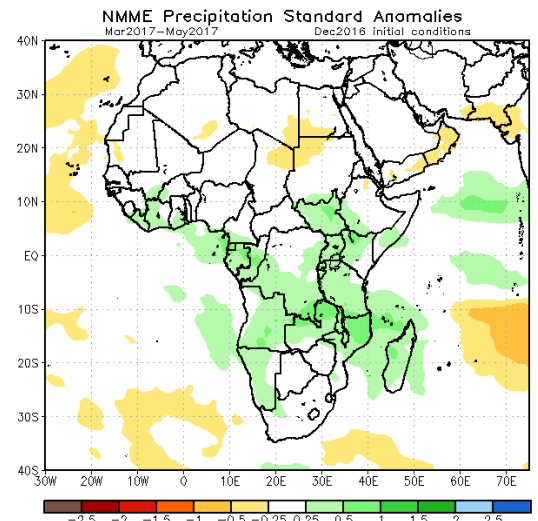 NMME Precipitation Standard Anomalies
Mar2017-May2017 Dec2016 initial conditions
40N
30N
20N
10N
EQ
10S
20S
30S
40S
30W 20W 10W 0 10E 20E 30E 40E 50E 60E 70E
-2.5 -2 -1.5 -1 -0.5 -0.25 0.25 0.5 1 1.5 2 2.5